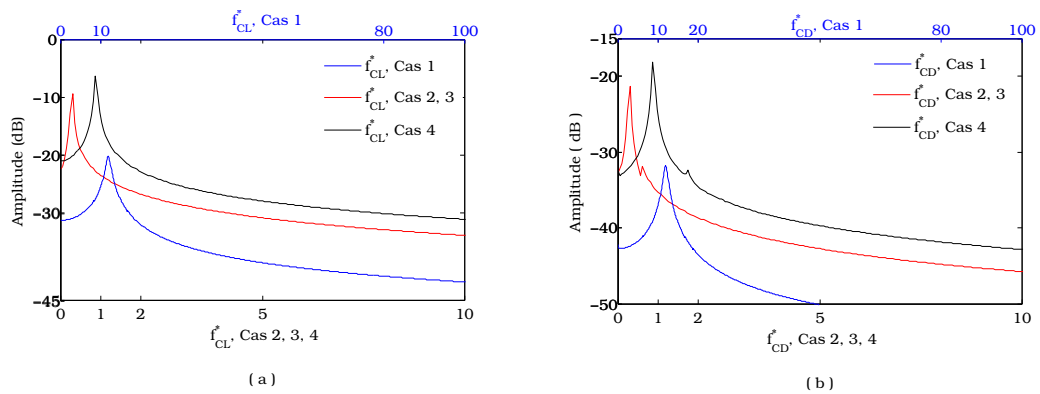 f*CL, Cas 1
0 10 80 100
0
−10
−20
−30
−45
Amplitude (dB)
f*CL, Cas 1
f*CL, Cas 2, 3
f*CL, Cas 4
0 1 2 5 10
f*CL, Cas 2, 3, 4
( a )
f*CD, Cas 1
0 10 20 80 100
−15
−20
−30
−40
−50
Amplitude ( dB )
f*CD, Cas 1
f*CD, Cas 2, 3
f*CD, Cas 4
0 1 2 5 10
f*CD, Cas 2, 3, 4
( b )